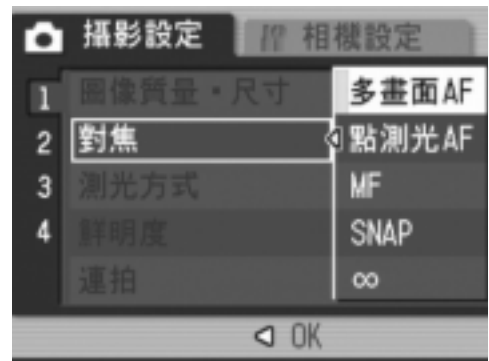 攝影設定 相機設定
1 圖像質量・尺寸 多畫面AF
2 對焦 點測光AF
3 測光方式 MF
4 鮮明度 SNAP
連拍 ∞
OK